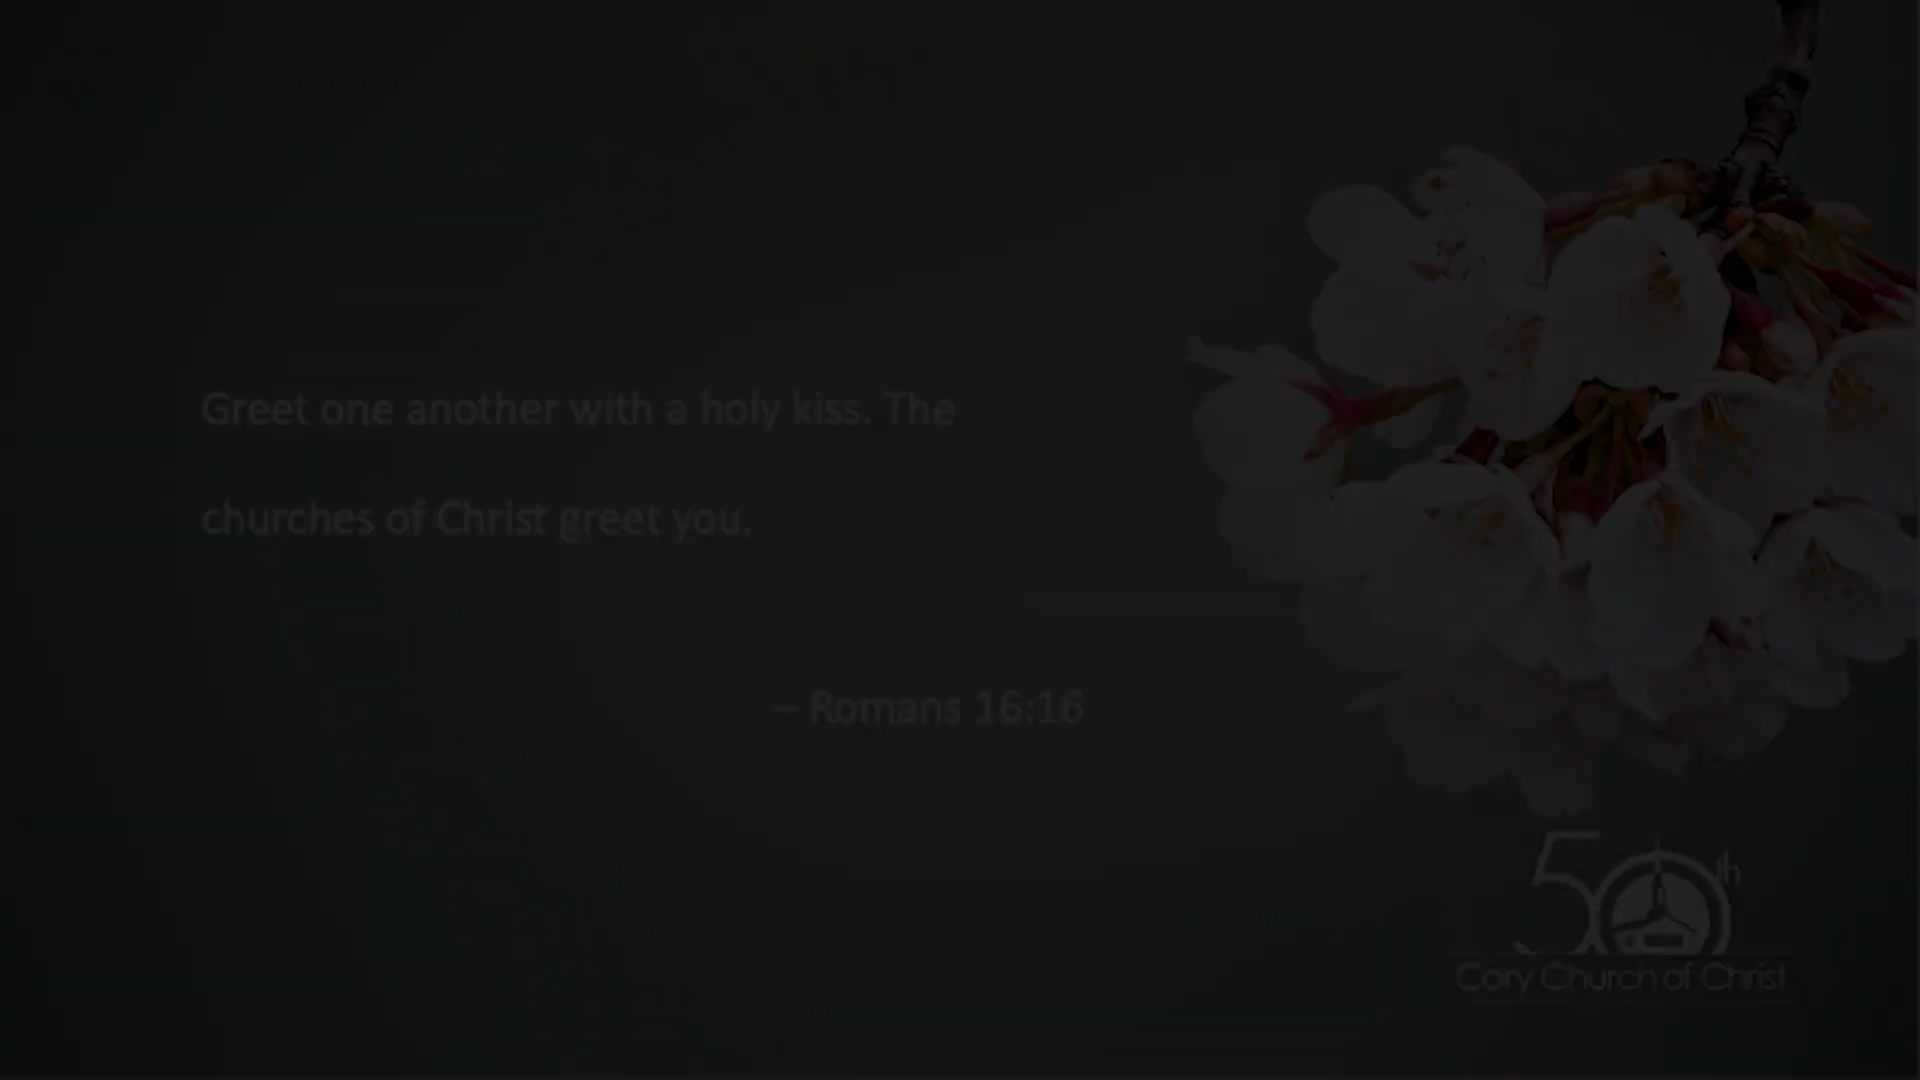 Greet one another with a holy kiss. The
churches of Christ greet you.
– Romans 16:16
50th
Cory Church of Christ